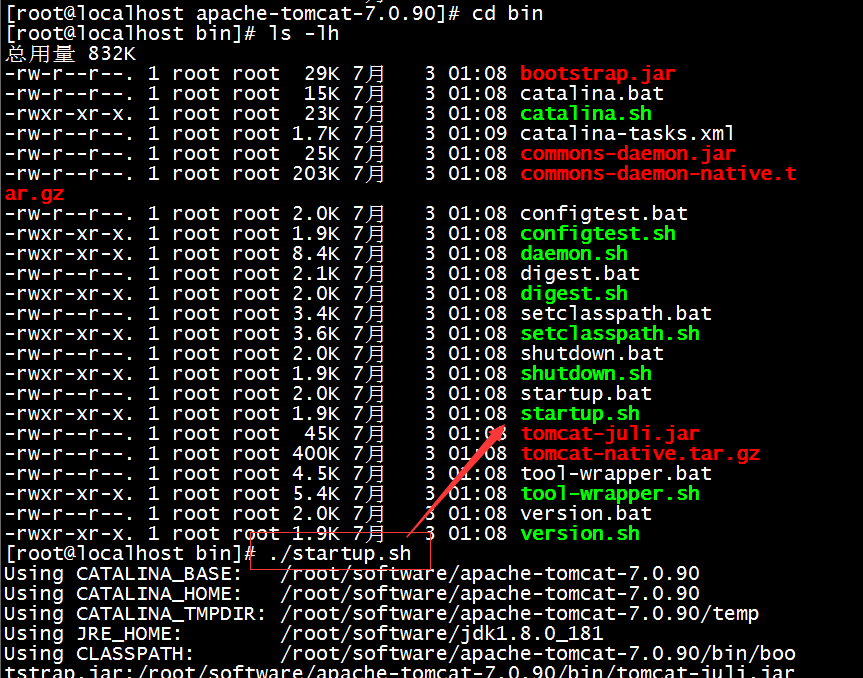 [root@localhost apache-tomcat-7.0.90]# cd bin
[root@localhost bin]# ls -lh
总用量 832K
-rw-r--r--. 1 root root  29K 7月   3 01:08 bootstrap.jar
-rw-r--r--. 1 root root  15K 7月   3 01:08 catalina.bat
-rwxr-xr-x. 1 root root  23K 7月   3 01:08 catalina.sh
-rw-r--r--. 1 root root 1.7K 7月   3 01:09 catalina-tasks.xml
-rw-r--r--. 1 root root  25K 7月   3 01:08 commons-daemon.jar
-rw-r--r--. 1 root root 203K 7月   3 01:08 commons-daemon-native.t
ar.gz
-rw-r--r--. 1 root root 2.0K 7月   3 01:08 configtest.bat
-rwxr-xr-x. 1 root root 1.9K 7月   3 01:08 configtest.sh
-rwxr-xr-x. 1 root root 8.4K 7月   3 01:08 daemon.sh
-rw-r--r--. 1 root root 2.1K 7月   3 01:08 digest.bat
-rwxr-xr-x. 1 root root 2.0K 7月   3 01:08 digest.sh
-rw-r--r--. 1 root root 3.4K 7月   3 01:08 setclasspath.bat
-rwxr-xr-x. 1 root root 3.6K 7月   3 01:08 setclasspath.sh
-rw-r--r--. 1 root root 2.0K 7月   3 01:08 shutdown.bat
-rwxr-xr-x. 1 root root 1.9K 7月   3 01:08 shutdown.sh
-rw-r--r--. 1 root root 2.0K 7月   3 01:08 startup.bat
-rwxr-xr-x. 1 root root 1.9K 7月   3 01:08 startup.sh
-rw-r--r--. 1 root root  45K 7月   3 01:08 tomcat-juli.jar
-rw-r--r--. 1 root root 400K 7月   3 01:08 tomcat-native.tar.gz
-rw-r--r--. 1 root root 4.5K 7月   3 01:08 tool-wrapper.bat
-rwxr-xr-x. 1 root root 5.4K 7月   3 01:08 tool-wrapper.sh
-rw-r--r--. 1 root root 2.0K 7月   3 01:08 version.bat
-rwxr-xr-x. 1 root root 1.9K 7月   3 01:08 version.sh
[root@localhost bin]# ./startup.sh
Using CATALINA_BASE:   /root/software/apache-tomcat-7.0.90
Using CATALINA_HOME:   /root/software/apache-tomcat-7.0.90
Using CATALINA_TMPDIR: /root/software/apache-tomcat-7.0.90/temp
Using JRE_HOME:        /root/software/jdk1.8.0_181
Using CLASSPATH:       /root/software/apache-tomcat-7.0.90/bin/boo
tstrap.jar:/root/software/apache-tomcat-7.0.90/bin/tomcat-juli.jar